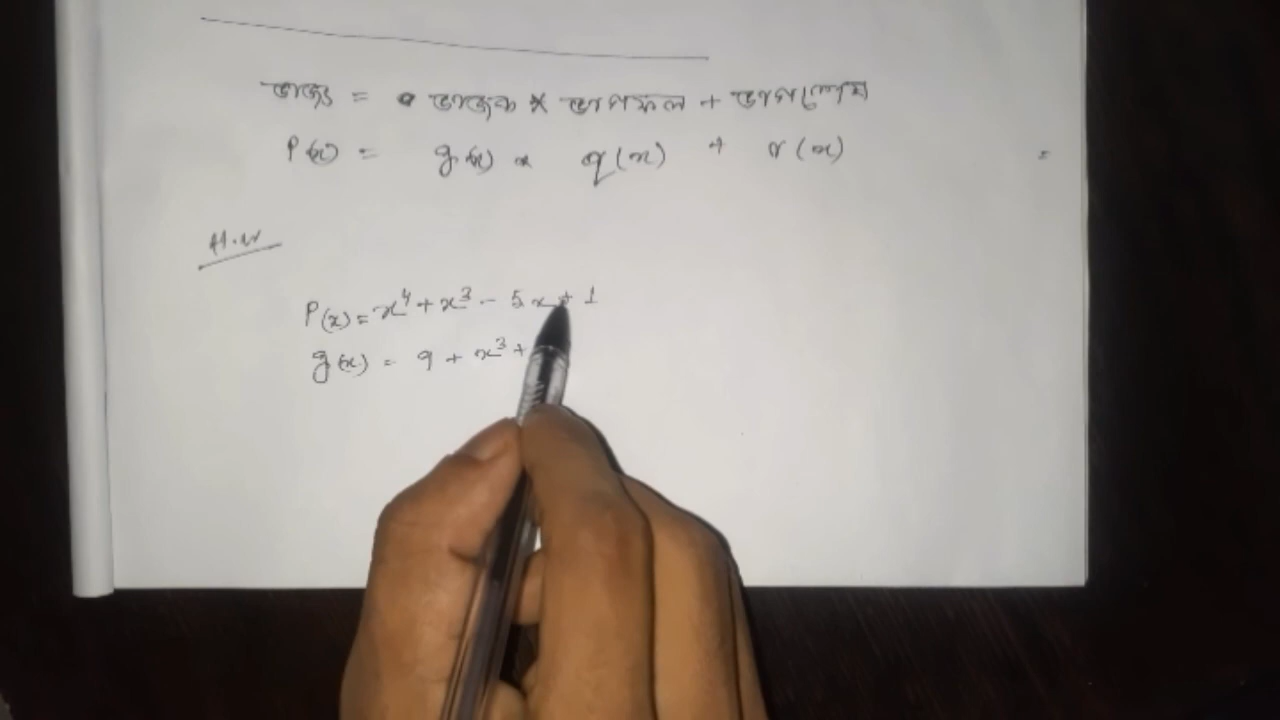 ভাজ্য = ভাজক × ভাগফল + ভাগশেষ
P(x) = g(x) × q(x) + r(x)
=
H.W
P(x) = x⁴ + x³ - 5x + 1
g(x) = 9 + x³ +